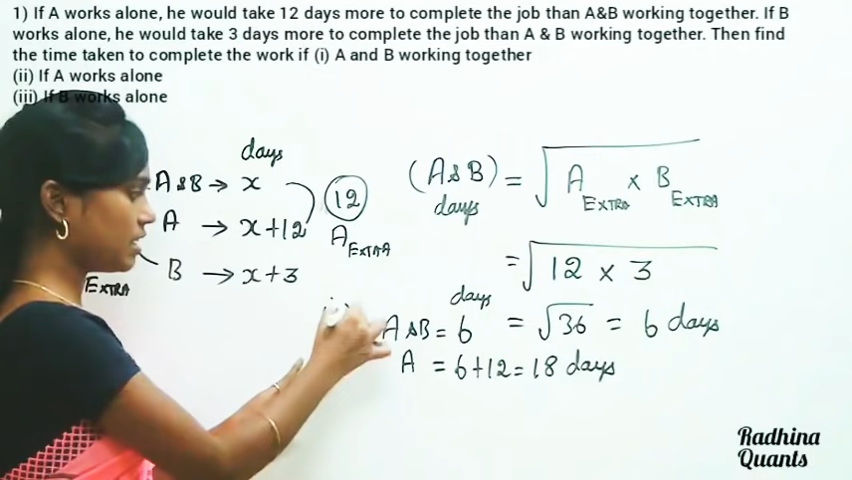 1) If A works alone, he would take 12 days more to complete the job than A&B working together. If B
works alone, he would take 3 days more to complete the job than A & B working together. Then find
the time taken to complete the work if (i) A and B working together
(ii) If A works alone
(iii) If B works alone
days
A&B → x
A → x+12
B → x+3
12
A EXTRA
EXTRA
(A&B) days = √ A EXTRA × B EXTRA
= √ 12 × 3
= √36 = 6 days
days
A&B = 6
A = 6+12 = 18 days
Radhina
Quants